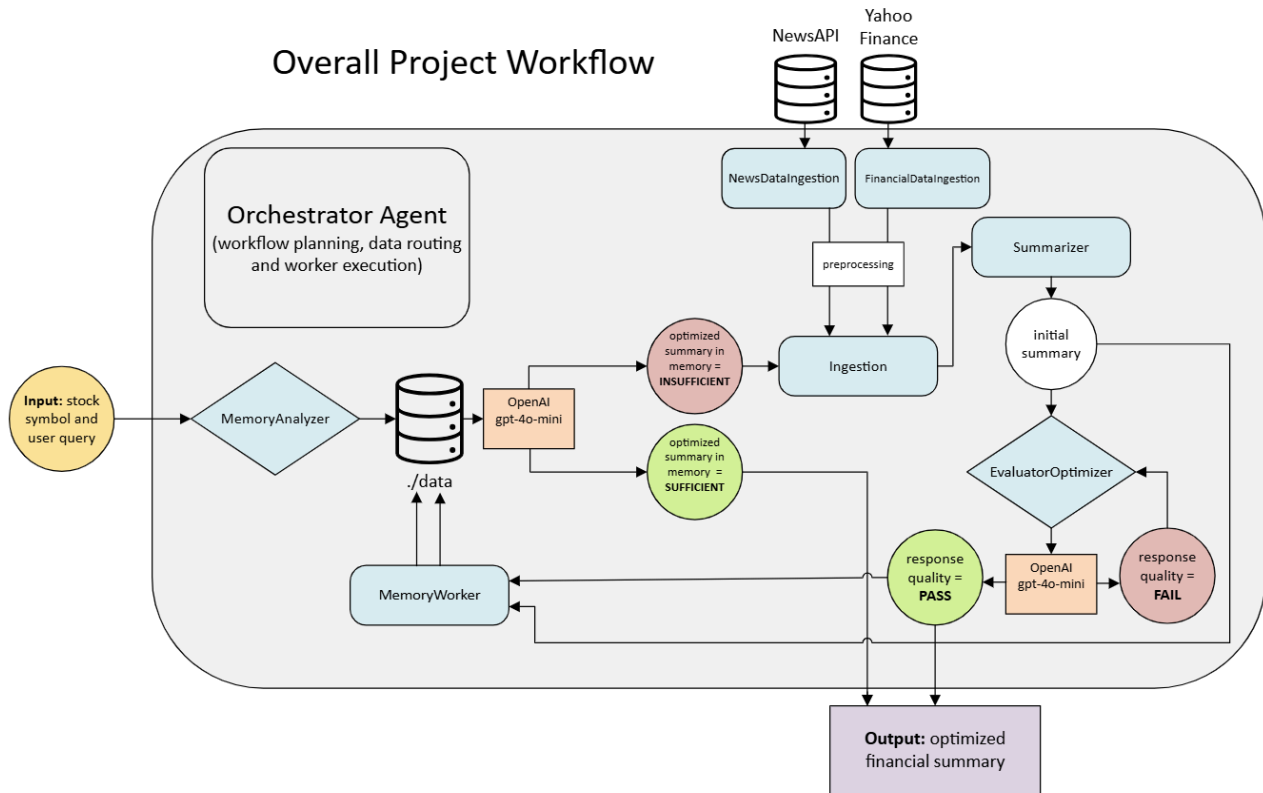 Overall Project Workflow
NewsAPI
Yahoo
Finance
Orchestrator Agent
(workflow planning, data routing
and worker execution)
NewsDataIngestion
FinancialDataIngestion
preprocessing
Summarizer
initial
summary
Ingestion
optimized
summary in
memory =
INSUFFICIENT
Input: stock
symbol and
user query
MemoryAnalyzer
./data
OpenAI
gpt-4o-mini
optimized
summary in
memory =
SUFFICIENT
EvaluatorOptimizer
MemoryWorker
response
quality =
PASS
OpenAI
gpt-4o-mini
response
quality =
FAIL
Output: optimized
financial summary